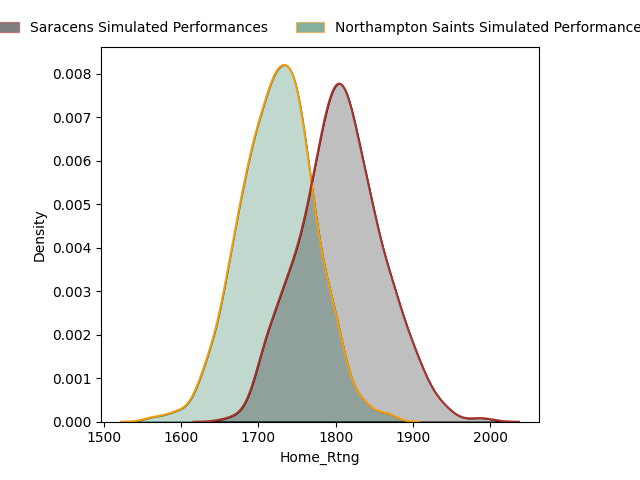 Saracens Simulated Performances Northampton Saints Simulated Performance
0.008
0.007
0.006
0.005
0.004
0.003
0.002
0.001
0.000
Density
1500 1600 1700 1800 1900 2000
Home_Rtng